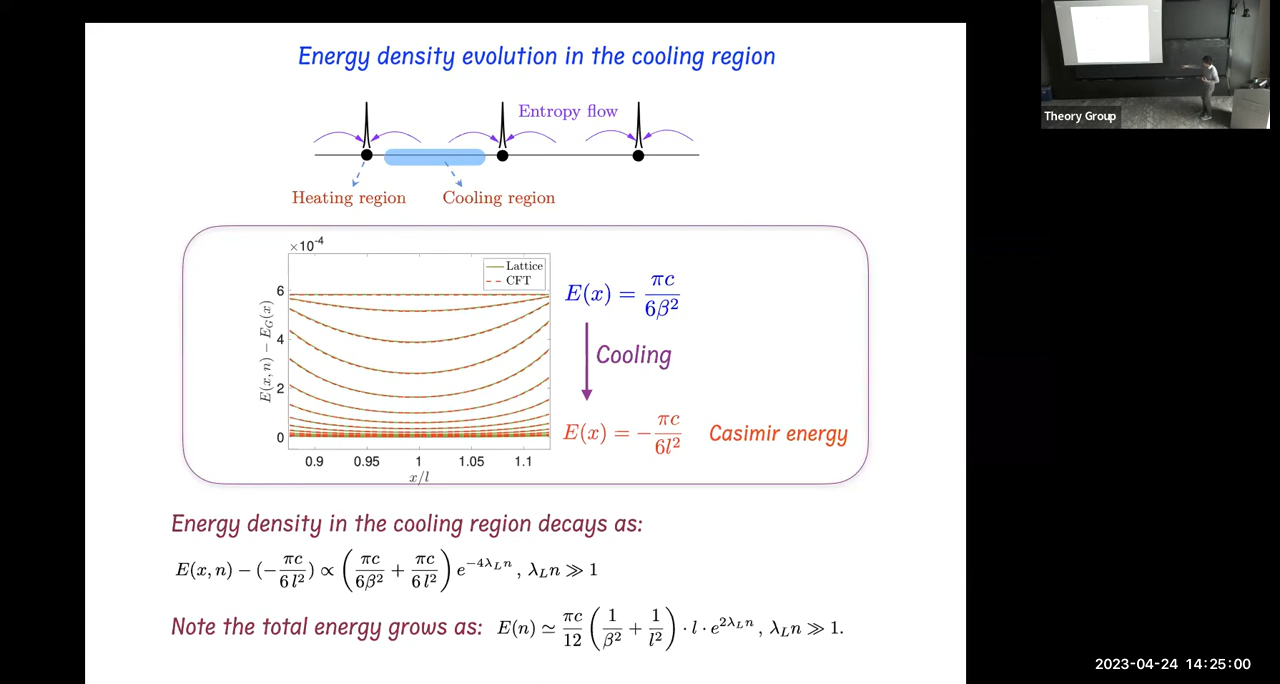 Energy density evolution in the cooling region
Entropy flow
Heating region
Cooling region
×10⁻⁴
Lattice
CFT
6
4
2
0
E(x, n) − E_G(x)
0.9 0.95 1 1.05 1.1
x/l
E(x) = πc/6β²
Cooling
E(x) = −πc/6l²
Casimir energy
Energy density in the cooling region decays as:
E(x, n) − (−πc/6 l²) ∝ (πc/6β² + πc/6 l²) e^{−4λ_L n} , λ_L n ≫ 1
Note the total energy grows as: E(n) ≃ πc/12 (1/β² + 1/l²) · l · e^{2λ_L n} , λ_L n ≫ 1.
Theory Group
2023-04-24 14:25:00